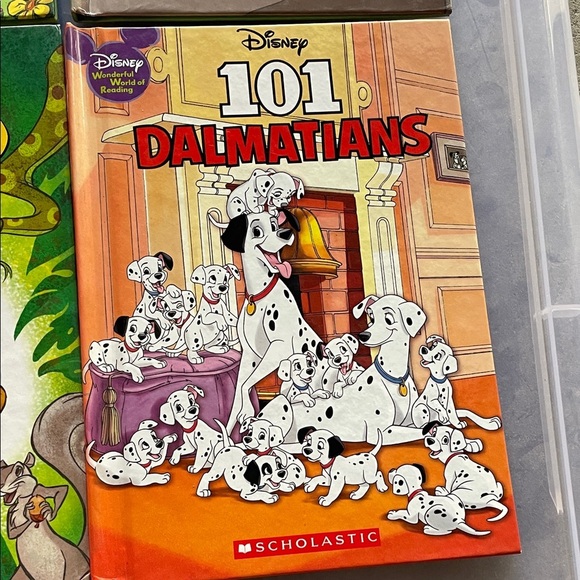 Disney
Wonderful
World of
Reading
Disney
101
DALMATIANS
SCHOLASTIC